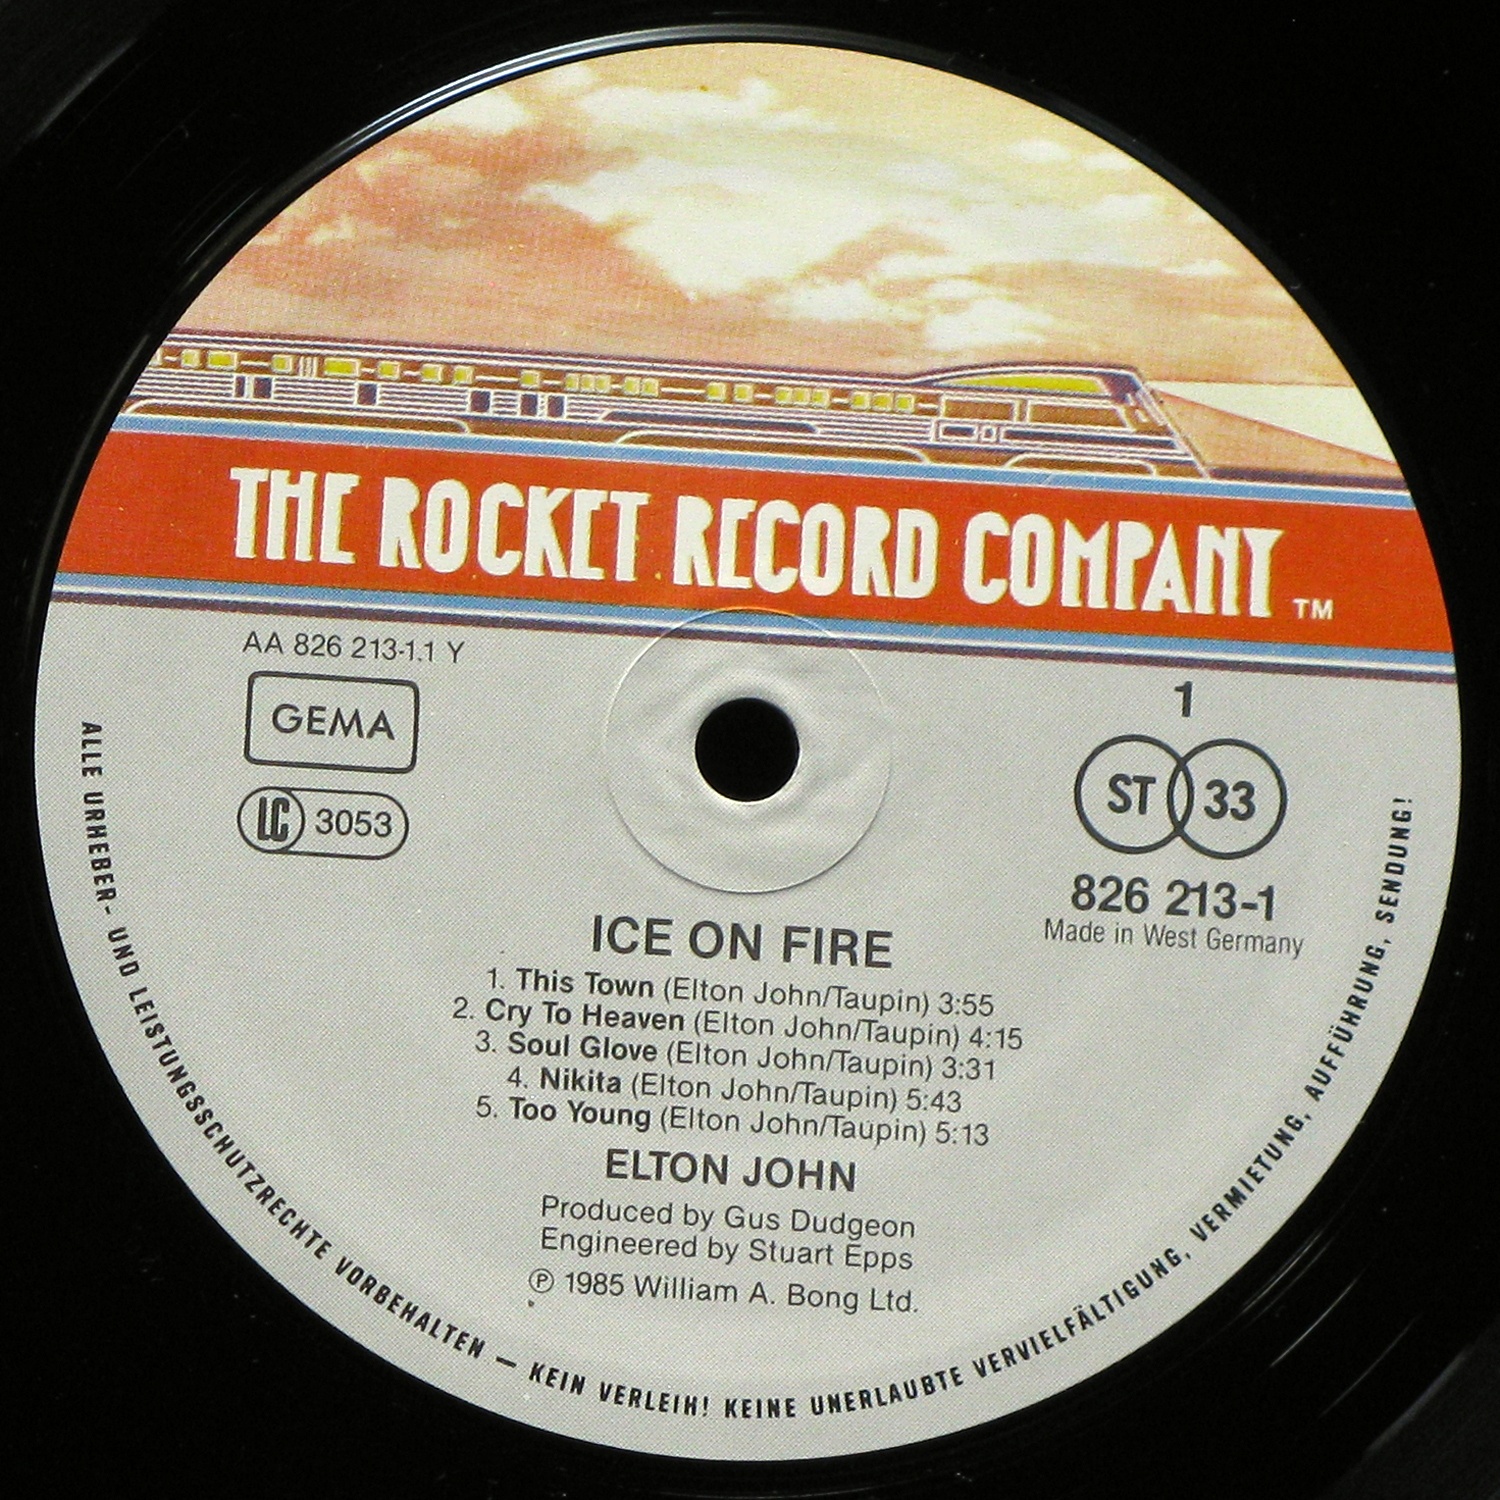 THE ROCKET RECORD COMPANY TM
AA 826 213-1.1 Y
GEMA
LC 3053
1
ST 33
826 213-1
Made in West Germany
ICE ON FIRE
1. This Town (Elton John/Taupin) 3:55
2. Cry To Heaven (Elton John/Taupin) 4:15
3. Soul Glove (Elton John/Taupin) 3:31
4. Nikita (Elton John/Taupin) 5:43
5. Too Young (Elton John/Taupin) 5:13
ELTON JOHN
Produced by Gus Dudgeon
Engineered by Stuart Epps
℗ 1985 William A. Bong Ltd.
ALLE URHEBER- UND LEISTUNGSSCHUTZRECHTE VORBEHALTEN – KEIN VERLEIH! KEINE UNERLAUBTE VERVIELFÄLTIGUNG, VERMIETUNG, AUFFÜHRUNG, SENDUNG!